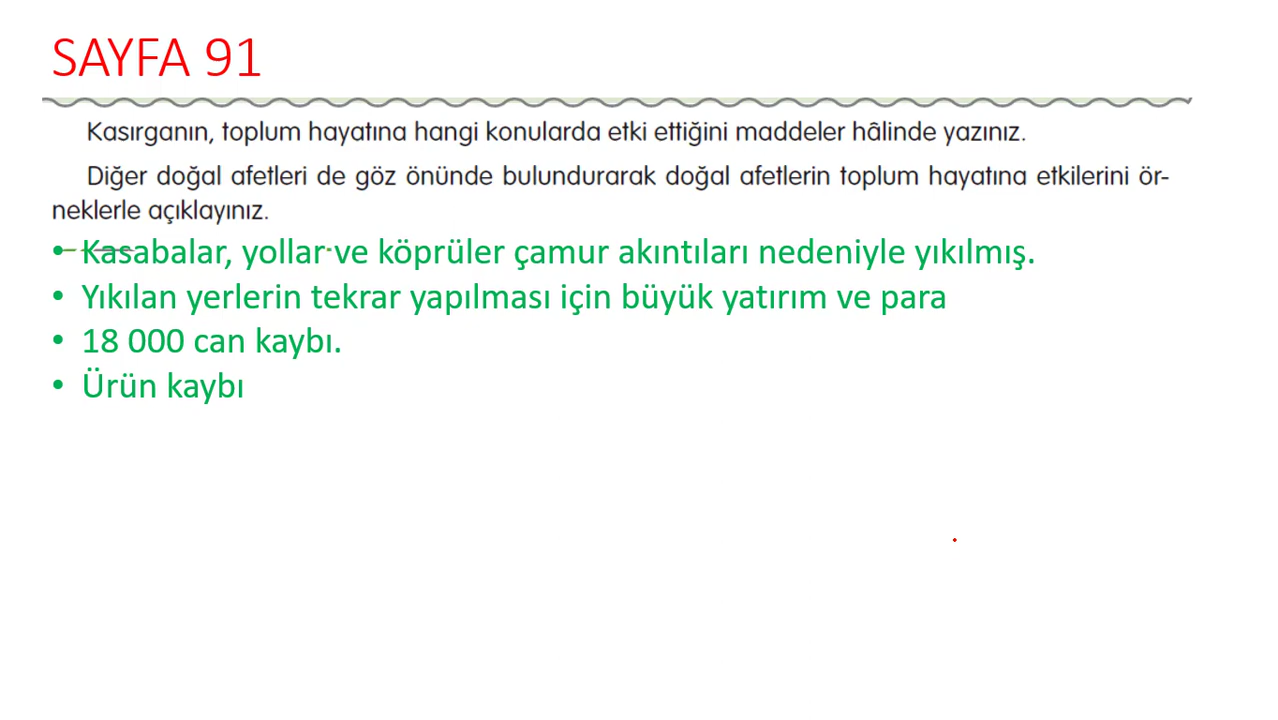 SAYFA 91
Kasırganın, toplum hayatına hangi konularda etki ettiğini maddeler hâlinde yazınız.
Diğer doğal afetleri de göz önünde bulundurarak doğal afetlerin toplum hayatına etkilerini ör-
neklerle açıklayınız.
• Kasabalar, yollar ve köprüler çamur akıntıları nedeniyle yıkılmış.
• Yıkılan yerlerin tekrar yapılması için büyük yatırım ve para
• 18 000 can kaybı.
• Ürün kaybı